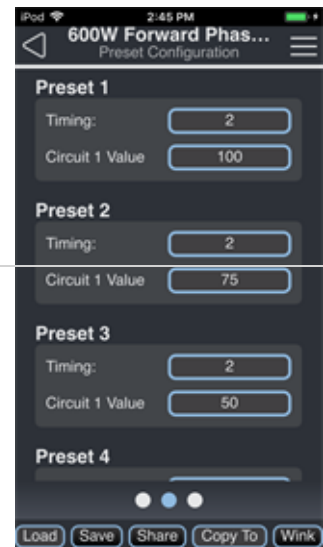 iPod 2:45 PM
600W Forward Phas...
Preset Configuration
Preset 1
Timing: 2
Circuit 1 Value 100
Preset 2
Timing: 2
Circuit 1 Value 75
Preset 3
Timing: 2
Circuit 1 Value 50
Preset 4
Load Save Share Copy To Wink